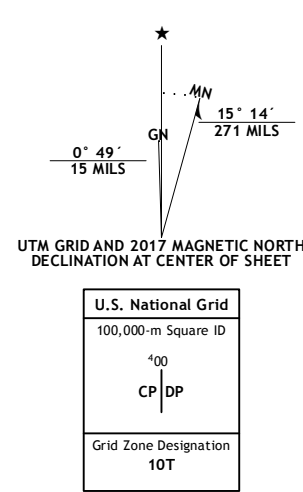 ★
MN
GN
15° 14´
271 MILS
0° 49´
15 MILS
UTM GRID AND 2017 MAGNETIC NORTH
DECLINATION AT CENTER OF SHEET
U.S. National Grid
100,000-m Square ID
⁴00
CP DP
Grid Zone Designation
10T